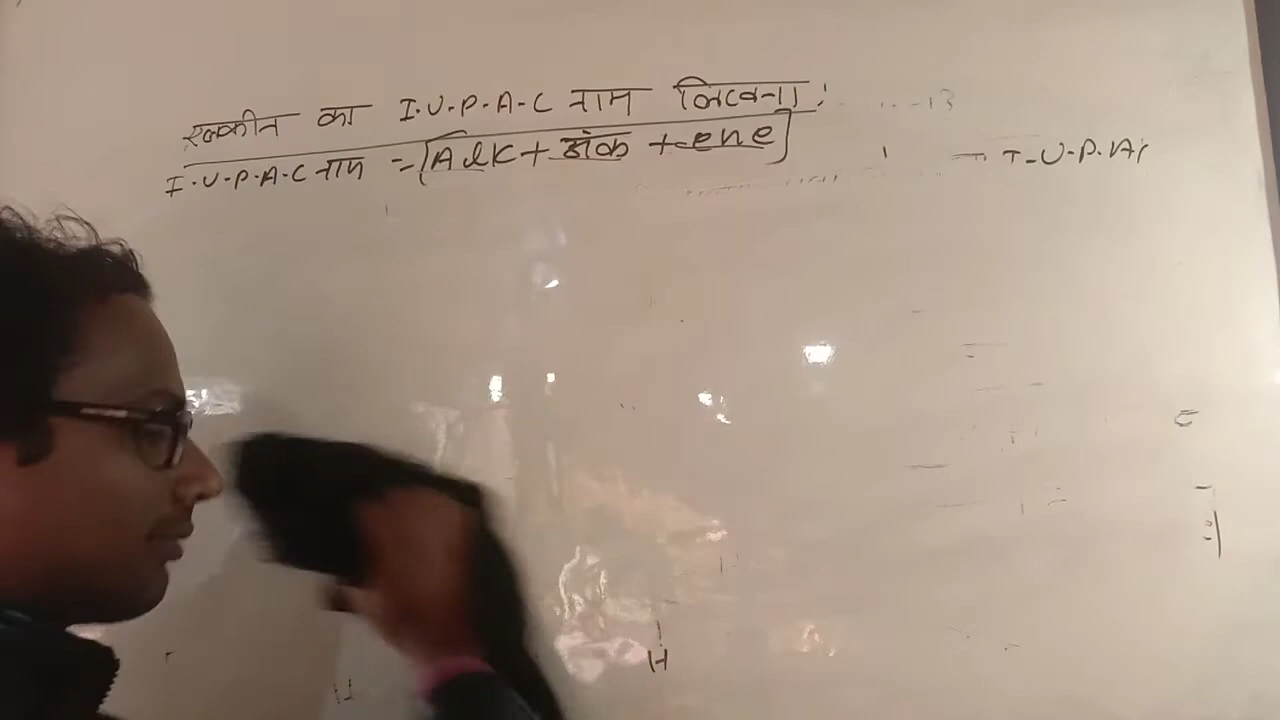 एल्कीन का I.U.P.A.C नाम लिखना:
I.U.P.A.C नाम = [Alk + अंक + ene]
→ I-U-P.A
H